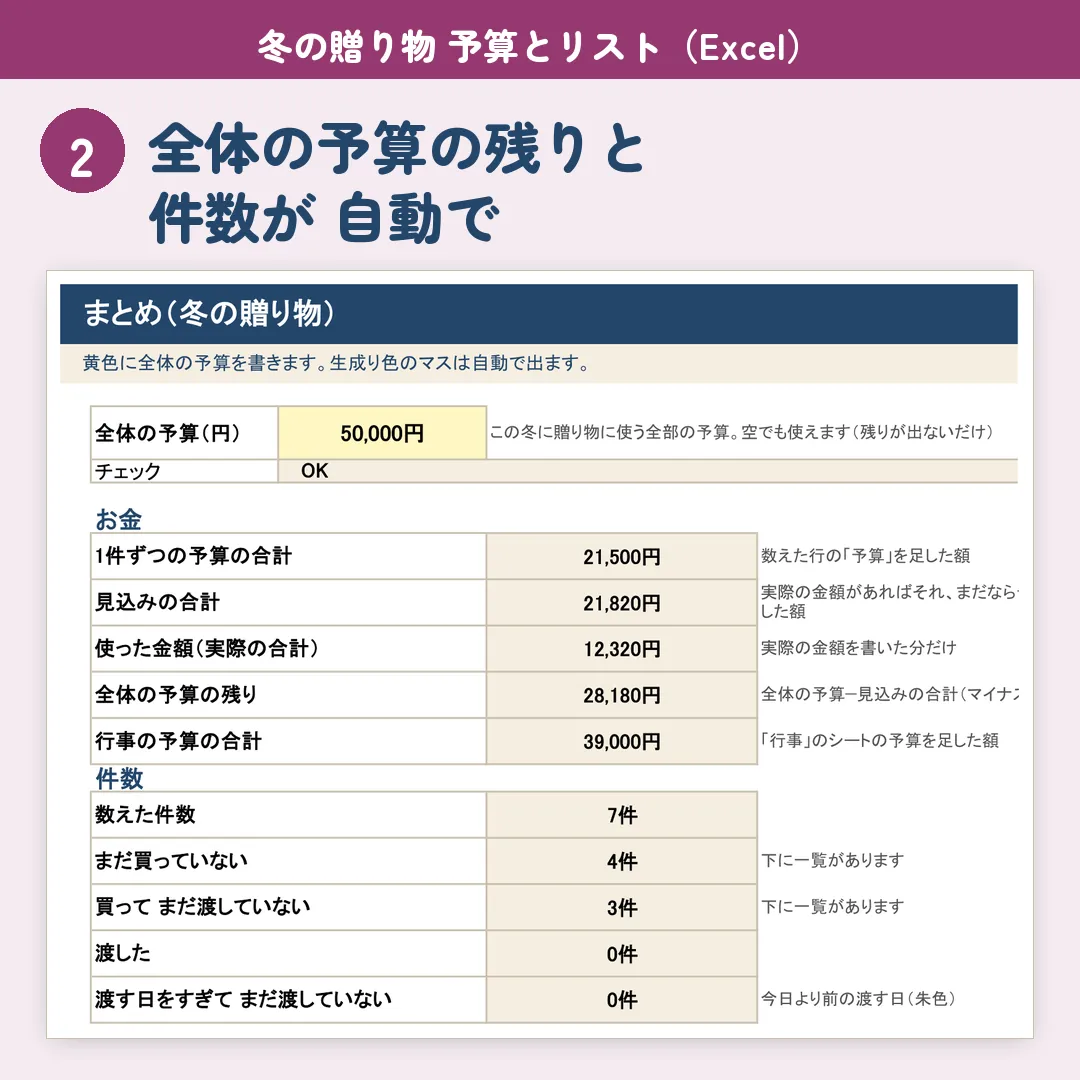 冬の贈り物 予算とリスト（Excel）
2
全体の予算の残りと
件数が 自動で
まとめ（冬の贈り物）
黄色に全体の予算を書きます。生成り色のマスは自動で出ます。
全体の予算（円） 50,000円 この冬に贈り物に使う全部の予算。空でも使えます（残りが出ないだけ）
チェック OK
お金
1件ずつの予算の合計 21,500円 数えた行の「予算」を足した額
見込みの合計 21,820円 実際の金額があればそれ、まだなら
した額
使った金額（実際の合計） 12,320円 実際の金額を書いた分だけ
全体の予算の残り 28,180円 全体の予算−見込みの合計（マイナス
行事の予算の合計 39,000円 「行事」のシートの予算を足した額
件数
数えた件数 7件
まだ買っていない 4件 下に一覧があります
買って まだ渡していない 3件 下に一覧があります
渡した 0件
渡す日をすぎて まだ渡していない 0件 今日より前の渡す日（朱色）